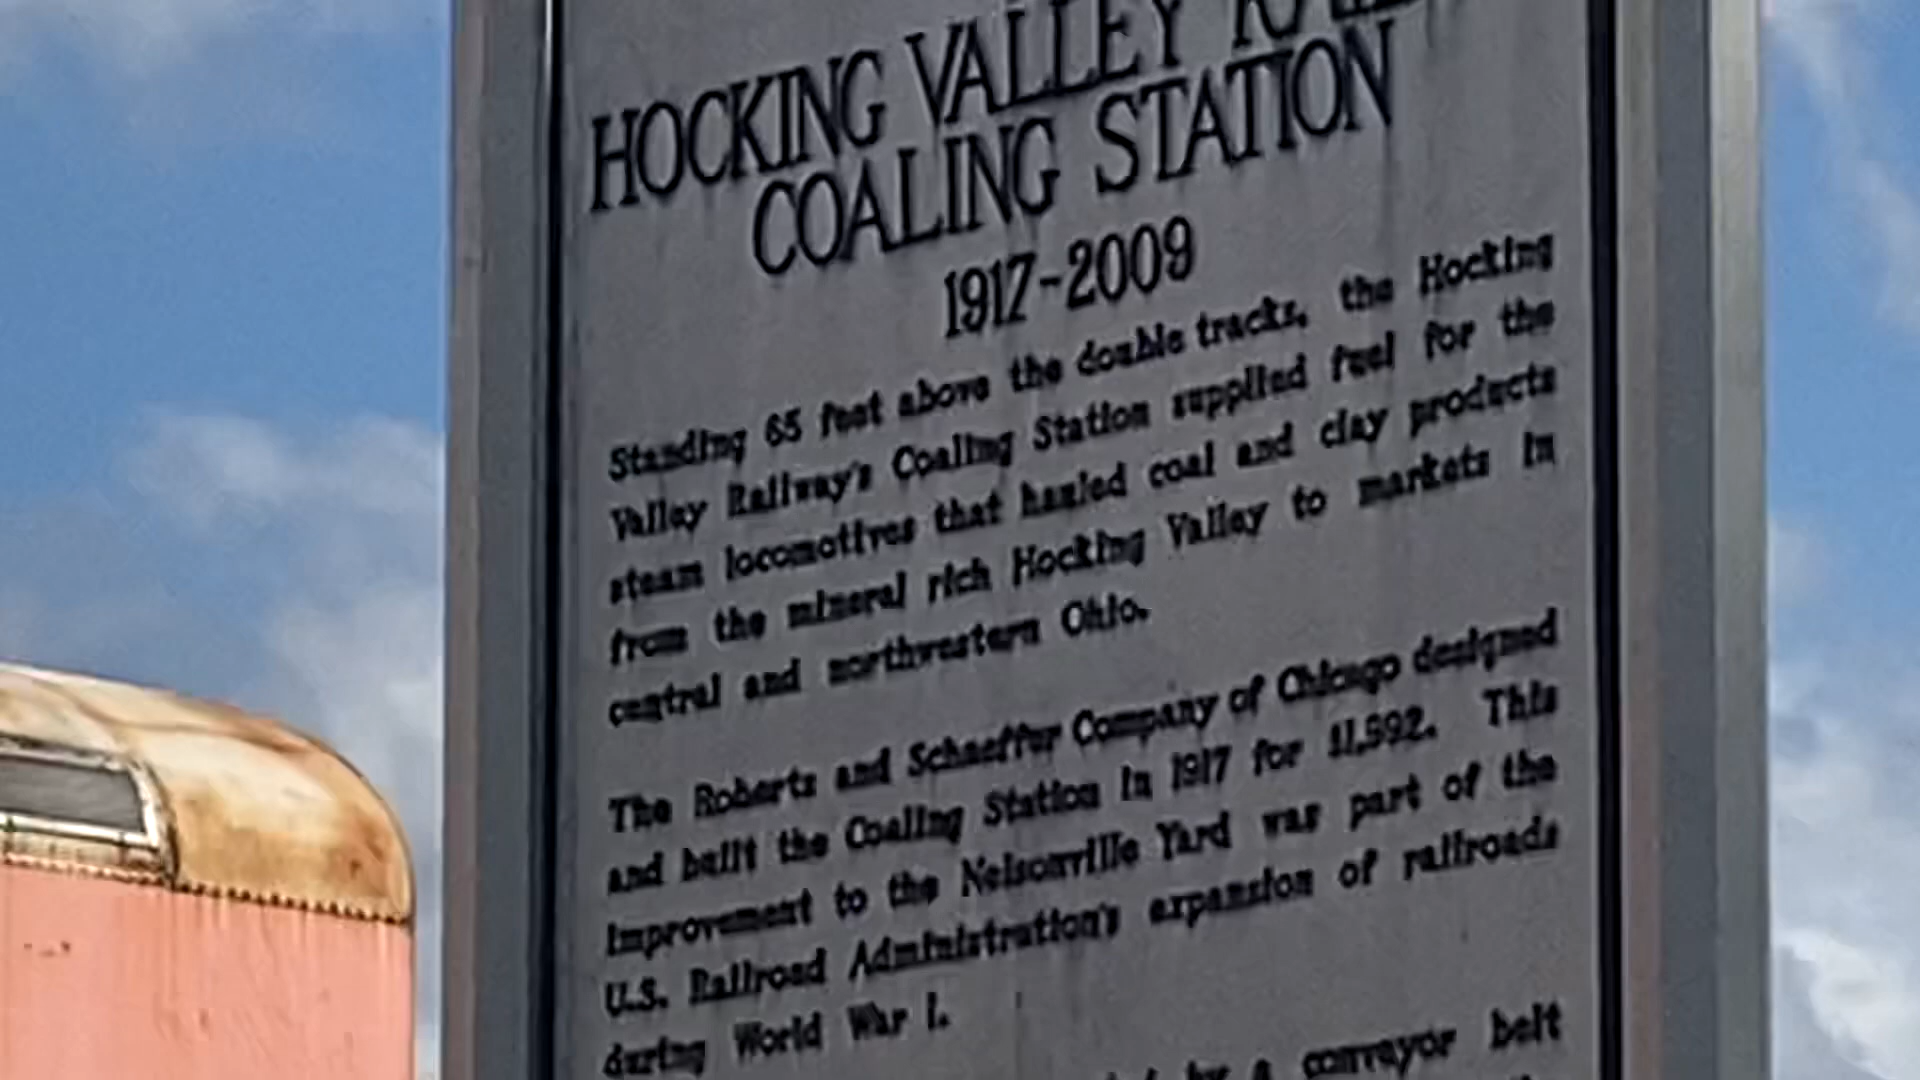 HOCKING VALLEY
COALING STATION
1917-2009
Standing 65 feet above the double tracks, the Hocking
Valley Railway's Coaling Station supplied fuel for the
steam locomotives that hauled coal and clay products
from the mineral rich Hocking Valley to markets in
central and northwestern Ohio.
The Roberts and Schaeffer Company of Chicago designed
and built the Coaling Station in 1917 for This
improvement to the Nelsonville Yard was part of the
U.S. Railroad Administration's expansion of railroads
during World War I.
by a conveyor belt